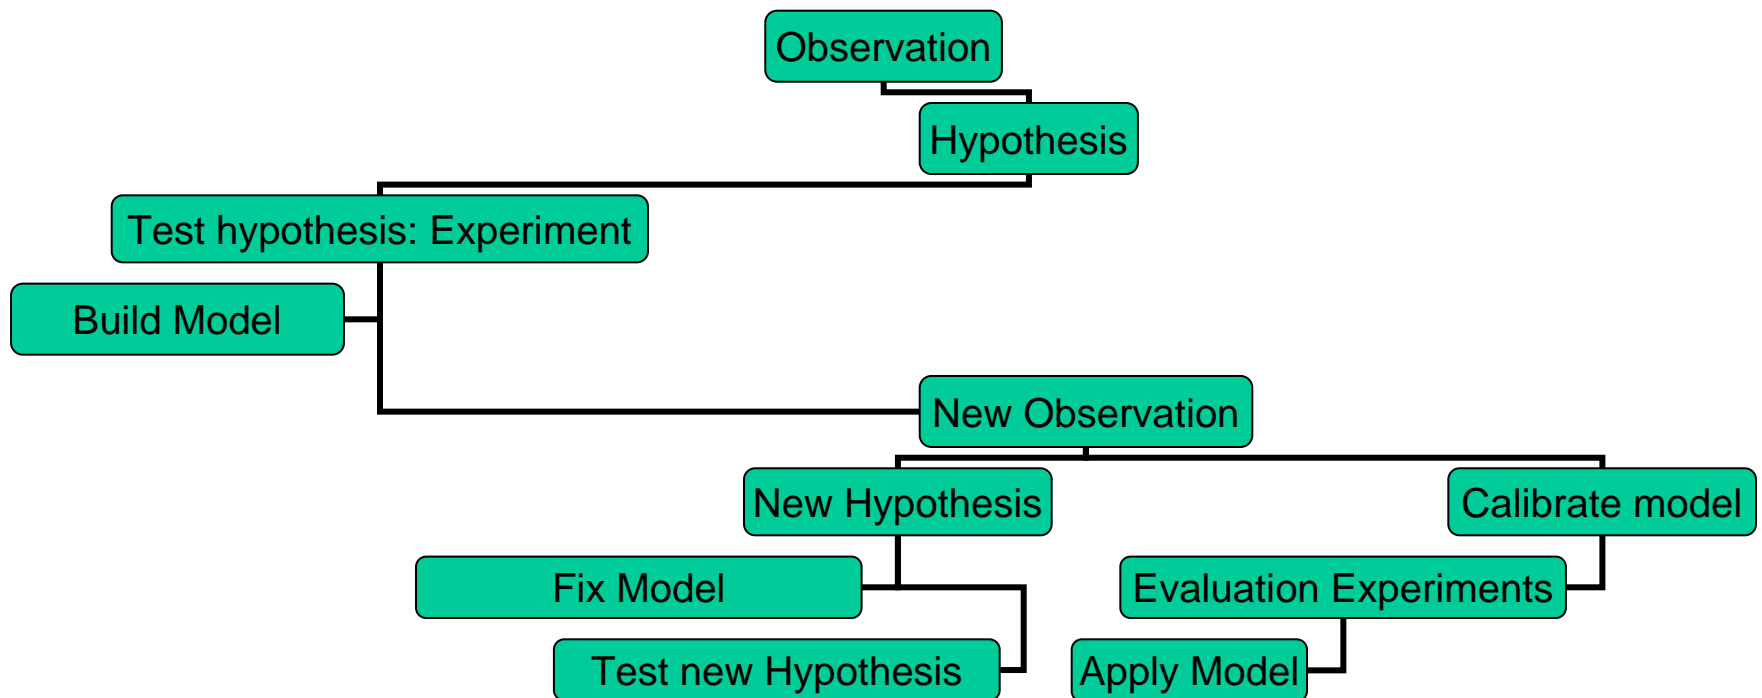 Observation
Hypothesis
Test hypothesis: Experiment
Build Model
New Observation
New Hypothesis
Calibrate model
Fix Model
Evaluation Experiments
Test new Hypothesis
Apply Model